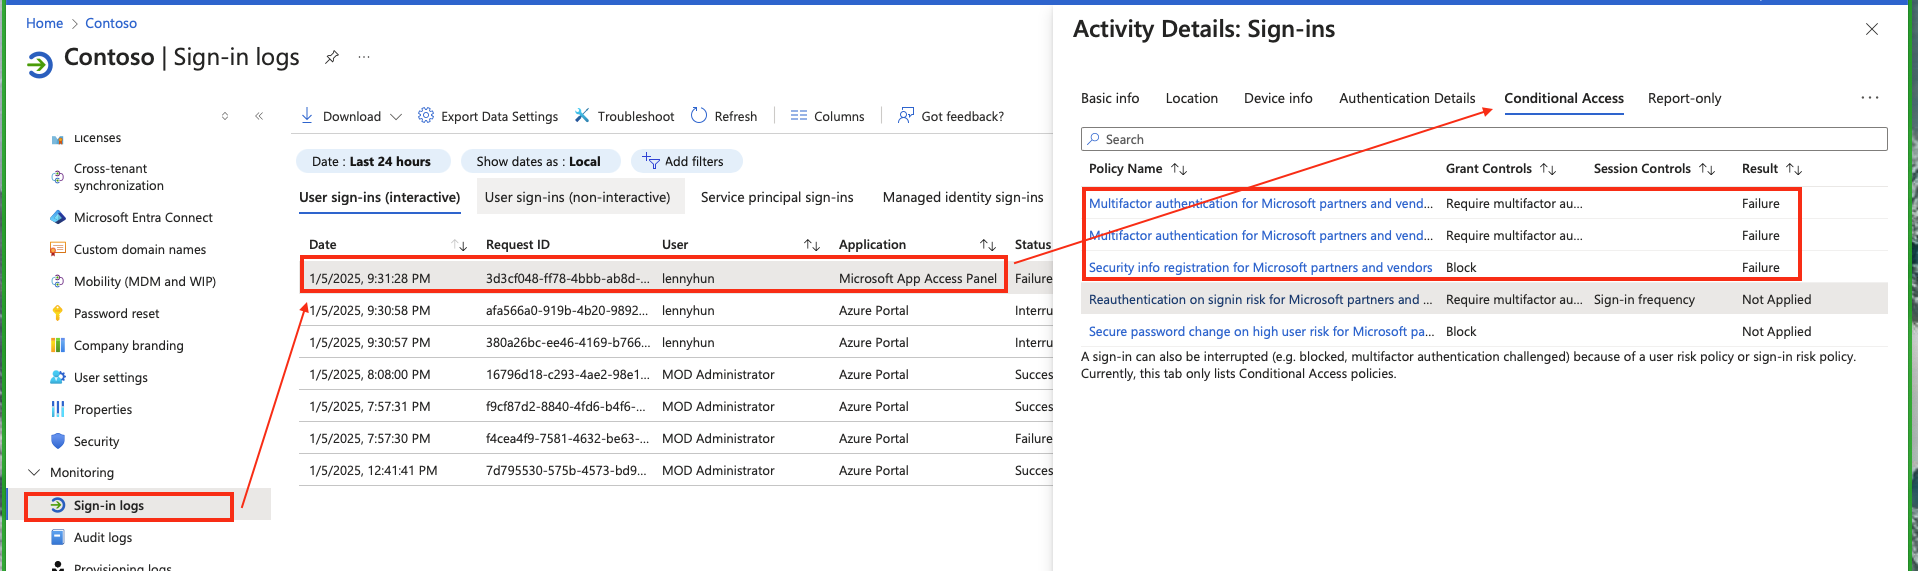 Home > Contoso
Contoso | Sign-in logs
...
Licenses
Cross-tenant
synchronization
Microsoft Entra Connect
Custom domain names
Mobility (MDM and WIP)
Password reset
Company branding
User settings
Properties
Security
Monitoring
Sign-in logs
Audit logs
Provisioning logs
Download
Export Data Settings
Troubleshoot
Refresh
Columns
Got feedback?
Date : Last 24 hours
Show dates as : Local
Add filters
User sign-ins (interactive)
User sign-ins (non-interactive)
Service principal sign-ins
Managed identity sign-ins
Date Request ID User Application Status
1/5/2025, 9:31:28 PM 3d3cf048-ff78-4bbb-ab8d-... lennyhun Microsoft App Access Panel Failure
1/5/2025, 9:30:58 PM afa566a0-919b-4b20-9892... lennyhun Azure Portal Interru
1/5/2025, 9:30:57 PM 380a26bc-ee46-4169-b766... lennyhun Azure Portal Interru
1/5/2025, 8:08:00 PM 16796d18-c293-4ae2-98e1... MOD Administrator Azure Portal Succes
1/5/2025, 7:57:31 PM f9cf87d2-8840-4fd6-b4f6-... MOD Administrator Azure Portal Succes
1/5/2025, 7:57:30 PM f4cea4f9-7581-4632-be63-... MOD Administrator Azure Portal Failure
1/5/2025, 12:41:41 PM 7d795530-575b-4573-bd9... MOD Administrator Azure Portal Succes
Activity Details: Sign-ins
Basic info Location Device info Authentication Details Conditional Access Report-only ...
Search
Policy Name Grant Controls Session Controls Result
Multifactor authentication for Microsoft partners and vend... Require multifactor au... Failure
Multifactor authentication for Microsoft partners and vend... Require multifactor au... Failure
Security info registration for Microsoft partners and vendors Block Failure
Reauthentication on signin risk for Microsoft partners and ... Require multifactor au... Sign-in frequency Not Applied
Secure password change on high user risk for Microsoft pa... Block Not Applied
A sign-in can also be interrupted (e.g. blocked, multifactor authentication challenged) because of a user risk policy or sign-in risk policy.
Currently, this tab only lists Conditional Access policies.